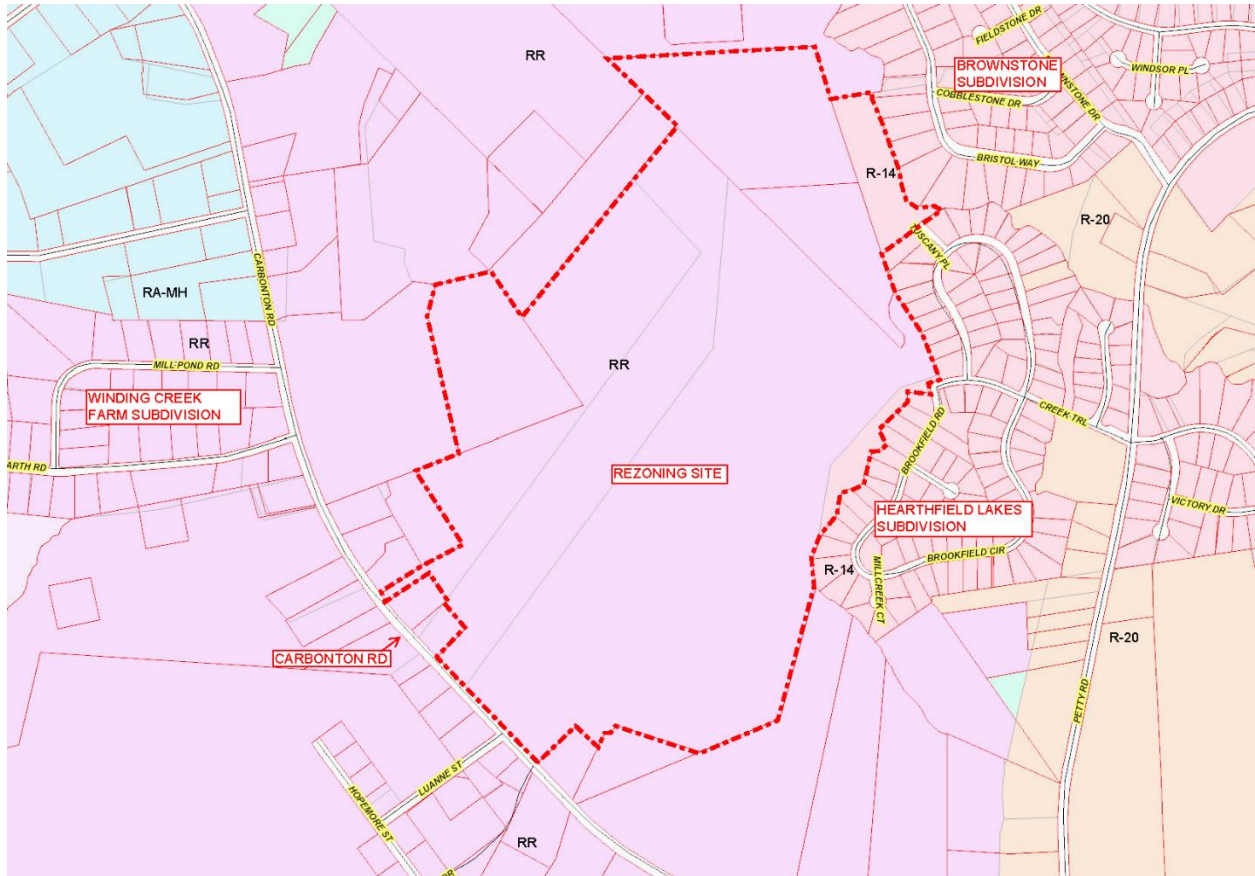 FIELDSTONE DR
RR
BROWNSTONE
SUBDIVISION
WINDSOR PL
COBBLESTONE DR
BRISTOL WAY
R-14
R-20
TUSCANY PL
CARBONTON RD
RA-MH
RR
MILL-POND RD
RR
WINDING CREEK
FARM SUBDIVISION
CREEK TRL
BROOKFIELD RD
ARTH RD
REZONING SITE
HEARTHFIELD LAKES
SUBDIVISION
VICTORY DR
BROOKFIELD CIR
R-14
MILLCREEK CT
R-20
CARBONTON RD
PETTY RD
LUANNE ST
HOPEMORE ST
RR
DR